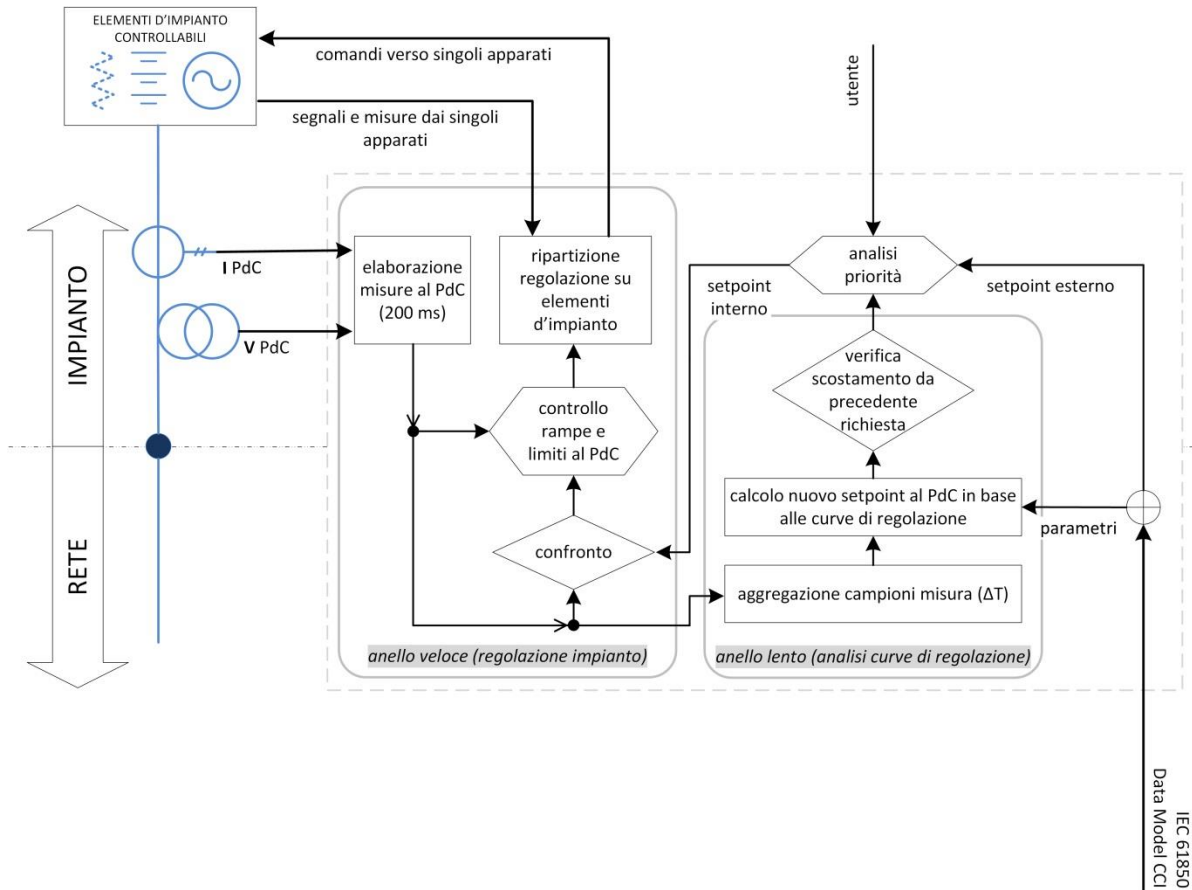 ELEMENTI D'IMPIANTO
CONTROLLABILI
comandi verso singoli apparati
segnali e misure dai singoli
apparati
utente
IMPIANTO
RETE
I PdC
V PdC
elaborazione
misure al PdC
(200 ms)
ripartizione
regolazione su
elementi
d'impianto
controllo
rampe e
limiti al PdC
confronto
anello veloce (regolazione impianto)
setpoint
interno
analisi
priorità
setpoint esterno
verifica
scostamento da
precedente
richiesta
calcolo nuovo setpoint al PdC in base
alle curve di regolazione
parametri
aggregazione campioni misura (ΔT)
anello lento (analisi curve di regolazione)
IEC 61850
Data Model CCI